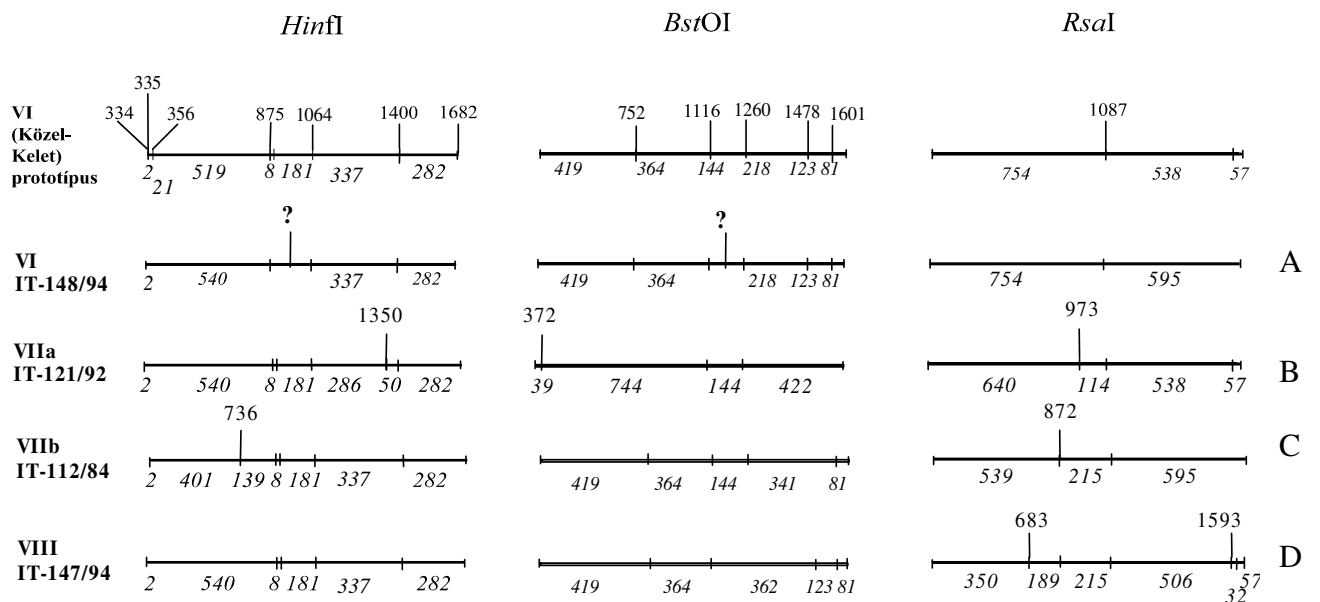 HinfI BstOI RsaI
335
334 356 875 1064 1400 1682 752 1116 1260 1478 1601 1087
VI
(Közel-
Kelet)
prototípus
2 21 519 8 181 337 282 419 364 144 218 123 81 754 538 57
? ?
VI
IT-148/94
2 540 337 282 419 364 218 123 81 754 595 A
1350 372 973
VIIa
IT-121/92
2 540 8 181 286 50 282 39 744 144 422 640 114 538 57 B
736 872
VIIb
IT-112/84
2 401 139 8 181 337 282 419 364 144 341 81 539 215 595 C
683 1593
VIII
IT-147/94
2 540 8 181 337 282 419 364 362 123 81 350 189 215 506 32 57 D